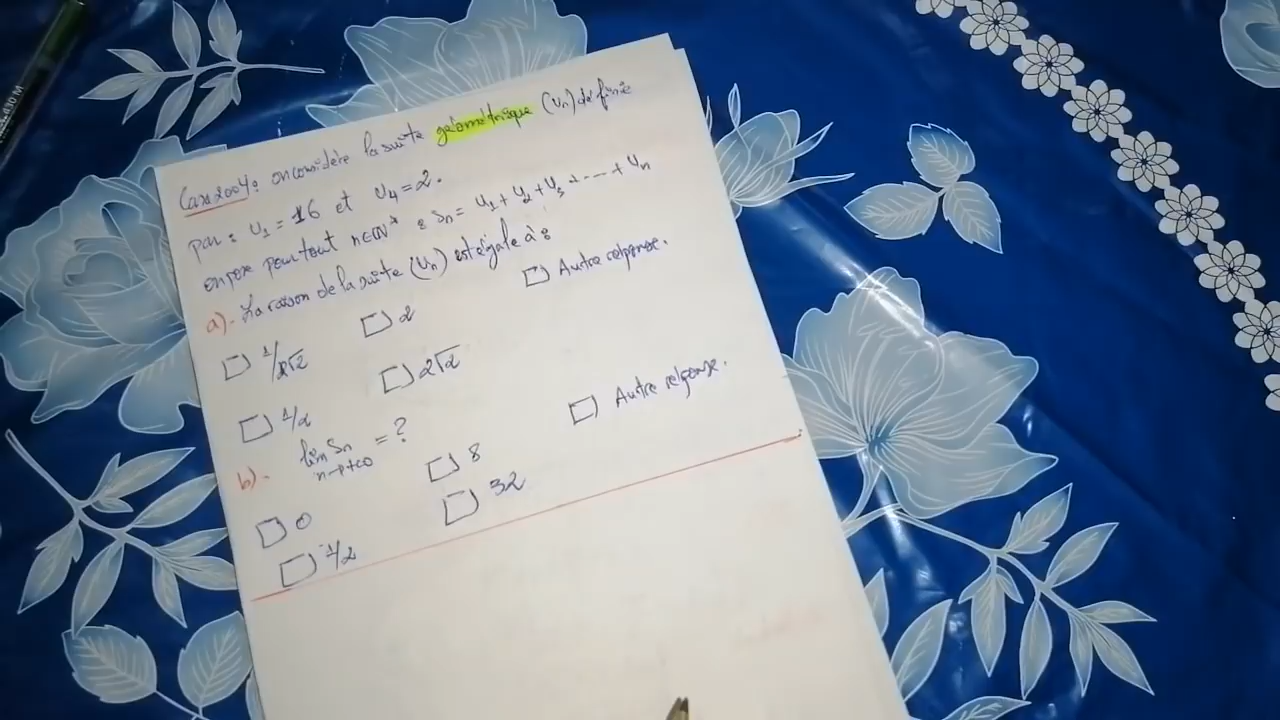 Casa 2004: on considère la suite géométrique (Un) définie
par: U1 = 16 et U4 = 2.
on pose pour tout n∈ℕ* : Sn = U1 + U2 + U3 + ... + Un
a). La raison de la suite (Un) est égale à :
□ 1/2√2 □ 2 □ Autre réponse.
□ 1/2 □ 2√2
b). lim Sn = ?
n→+∞
□ 0 □ 8 □ Autre réponse.
□ 1/2 □ 32